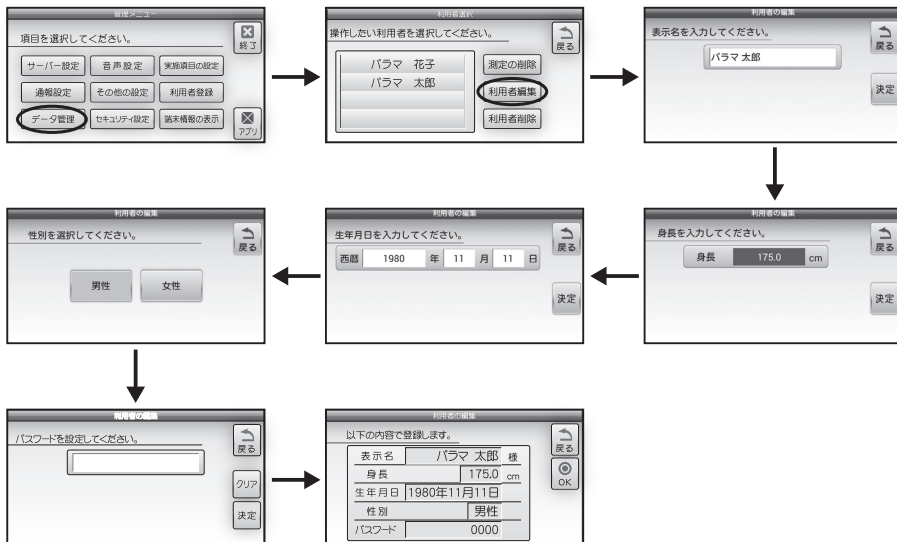 管理メニュー
項目を選択してください。
終了
サーバー設定 音声設定 実施項目の設定
通報設定 その他の設定 利用者登録
データ管理 セキュリティ設定 端末情報の表示
アプリ
利用者選択
操作したい利用者を選択してください。
戻る
パラマ 花子
パラマ 太郎
測定の削除
利用者編集
利用者削除
利用者の編集
表示名を入力してください。
戻る
パラマ 太郎
決定
利用者の編集
身長を入力してください。
戻る
身長 175.0 cm
決定
利用者の編集
生年月日を入力してください。
戻る
西暦 1980 年 11 月 11 日
決定
利用者の編集
性別を選択してください。
戻る
男性 女性
利用者の編集
パスワードを設定してください。
戻る
クリア
決定
利用者の編集
以下の内容で登録します。
戻る
表示名 パラマ 太郎 様
OK
身長 175.0 cm
生年月日 1980年11月11日
性別 男性
パスワード 0000